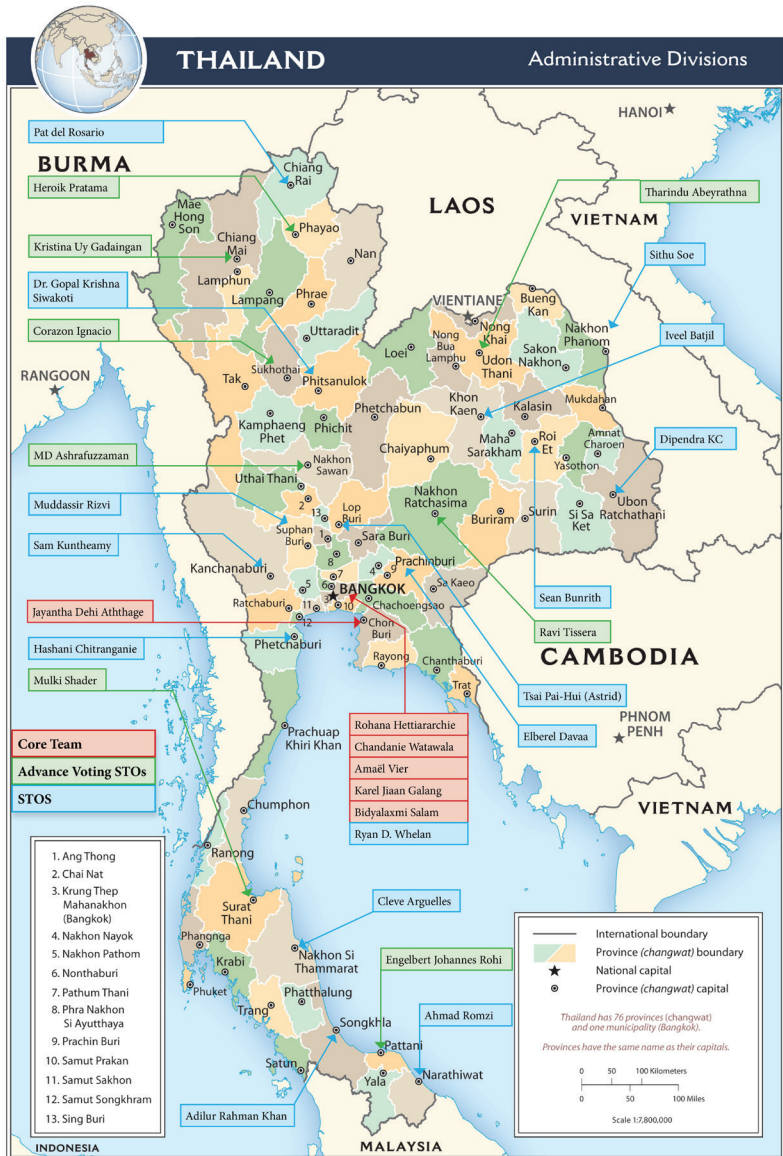 THAILAND
Administrative Divisions
HANOI
Pat del Rosario
BURMA
Chiang
Rai
LAOS
Heroik Pratama
Tharindu Abeyrathna
Mae
Hong
Son
Phayao
VIETNAM
Kristina Uy Gadaingan
Chiang
Mai
Nan
Sithu Soe
Lamphun
Dr. Gopal Krishna
Siwakoti
Lampang
Phrae
VIENTIANE
Bueng
Kan
Corazon Ignacio
Uttaradit
Nong
Khai
Nakhon
Phanom
Iveel Batjil
Loei
Nong
Bua
Lamphu
Udon
Thani
Sakon
Nakhon
RANGOON
Sukhothai
Tak
Phitsanulok
Khon
Kaen
Mukdahan
Phetchabun
Kalasin
Kamphaeng
Phet
Phichit
Maha
Sarakham
Roi
Et
Amnat
Charoen
Dipendra KC
MD Ashrafuzzaman
Nakhon
Sawan
Chaiyaphum
Yasothon
Uthai Thani
Muddassir Rizvi
2
13
Lop
Buri
Nakhon
Ratchasima
Buriram
Surin
Si Sa
Ket
Ubon
Ratchathani
Suphan
Buri
1
Sara Buri
Sam Kuntheamy
8
Kanchanaburi
4
9
Prachinburi
7
5
6
BANGKOK
Sa Kaeo
Sean Bunrith
3
Jayantha Dehi Aththage
Ratchaburi
11
10
Chachoengsao
12
Chon
Buri
Ravi Tissera
Hashani Chitranganie
Phetchaburi
Rayong
Chanthaburi
CAMBODIA
Mulki Shader
Trat
Tsai Pai-Hui (Astrid)
Prachuap
Khiri Khan
Rohana Hettiararchie
Chandanie Watawala
Amaël Vier
Karel Jiaan Galang
Bidyalaxmi Salam
Ryan D. Whelan
Elberel Davaa
PHNOM
PENH
Core Team
Advance Voting STOs
STOS
VIETNAM
Chumphon
Ranong
1. Ang Thong
2. Chai Nat
3. Krung Thep
Mahanakhon
(Bangkok)
4. Nakhon Nayok
5. Nakhon Pathom
6. Nonthaburi
7. Pathum Thani
8. Phra Nakhon
Si Ayutthaya
9. Prachin Buri
10. Samut Prakan
11. Samut Sakhon
12. Samut Songkhram
13. Sing Buri
Surat
Thani
Cleve Arguelles
Phangnga
Nakhon Si
Thammarat
Engelbert Johannes Rohi
Krabi
Phuket
Phatthalung
Trang
Ahmad Romzi
Songkhla
Pattani
Satun
Yala
Narathiwat
Adilur Rahman Khan
International boundary
Province (changwat) boundary
National capital
Province (changwat) capital
Thailand has 76 provinces (changwat)
and one municipality (Bangkok).
Provinces have the same name as their capitals.
0 50 100 Kilometers
0 50 100 Miles
Scale 1:7,800,000
INDONESIA
MALAYSIA